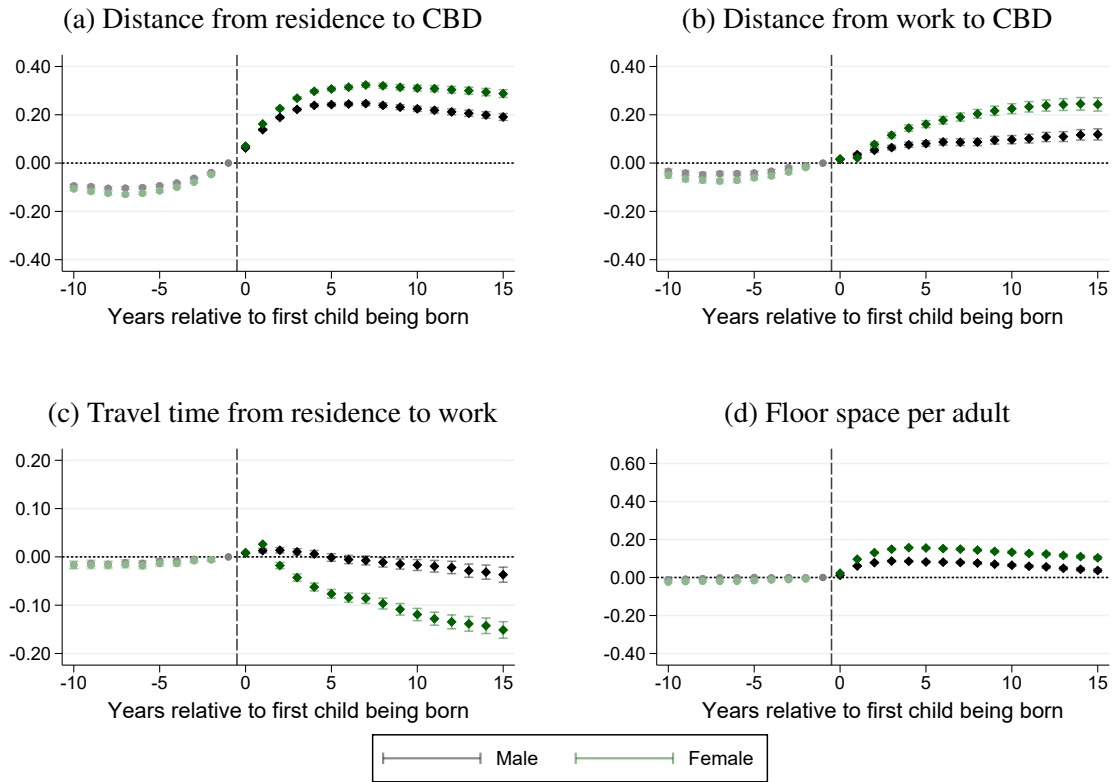 (a) Distance from residence to CBD
0.40
0.20
0.00
-0.20
-0.40
-10 -5 0 5 10 15
Years relative to first child being born
(b) Distance from work to CBD
0.40
0.20
0.00
-0.20
-0.40
-10 -5 0 5 10 15
Years relative to first child being born
(c) Travel time from residence to work
0.20
0.10
0.00
-0.10
-0.20
-10 -5 0 5 10 15
Years relative to first child being born
(d) Floor space per adult
0.60
0.40
0.20
0.00
-0.20
-0.40
-10 -5 0 5 10 15
Years relative to first child being born
Male Female